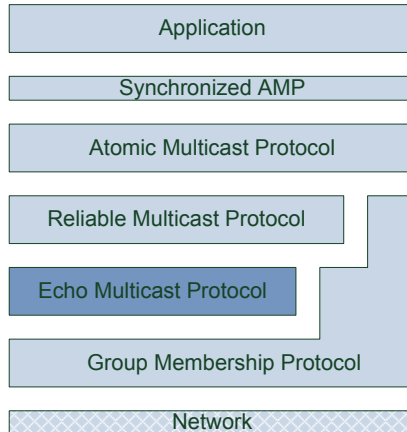 Application
Synchronized AMP
Atomic Multicast Protocol
Reliable Multicast Protocol
Echo Multicast Protocol
Group Membership Protocol
Network